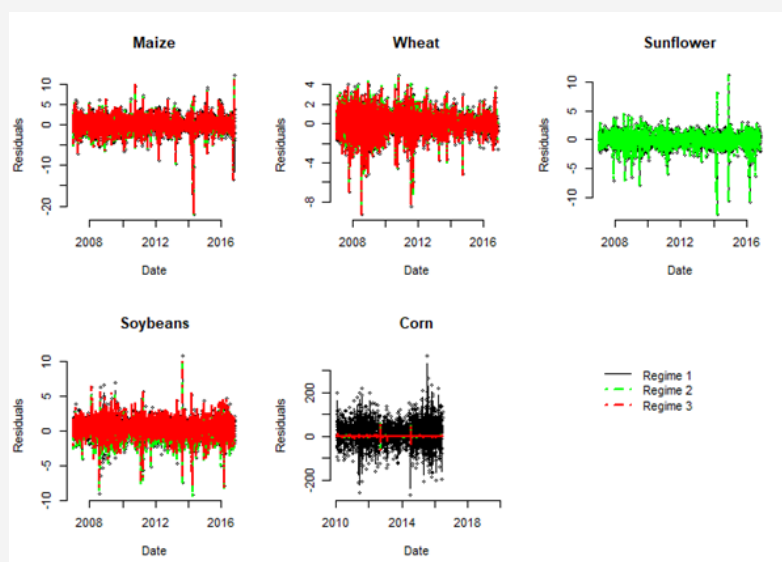 Maize
Residuals
10
5
0
-10
-20
2008 2012 2016
Date
Wheat
Residuals
4
2
0
-4
-8
2008 2012 2016
Date
Sunflower
Residuals
10
5
0
-5
-10
2008 2012 2016
Date
Soybeans
Residuals
10
5
0
-5
-10
2008 2012 2016
Date
Corn
Residuals
200
0
-200
2010 2014 2018
Date
Regime 1
Regime 2
Regime 3